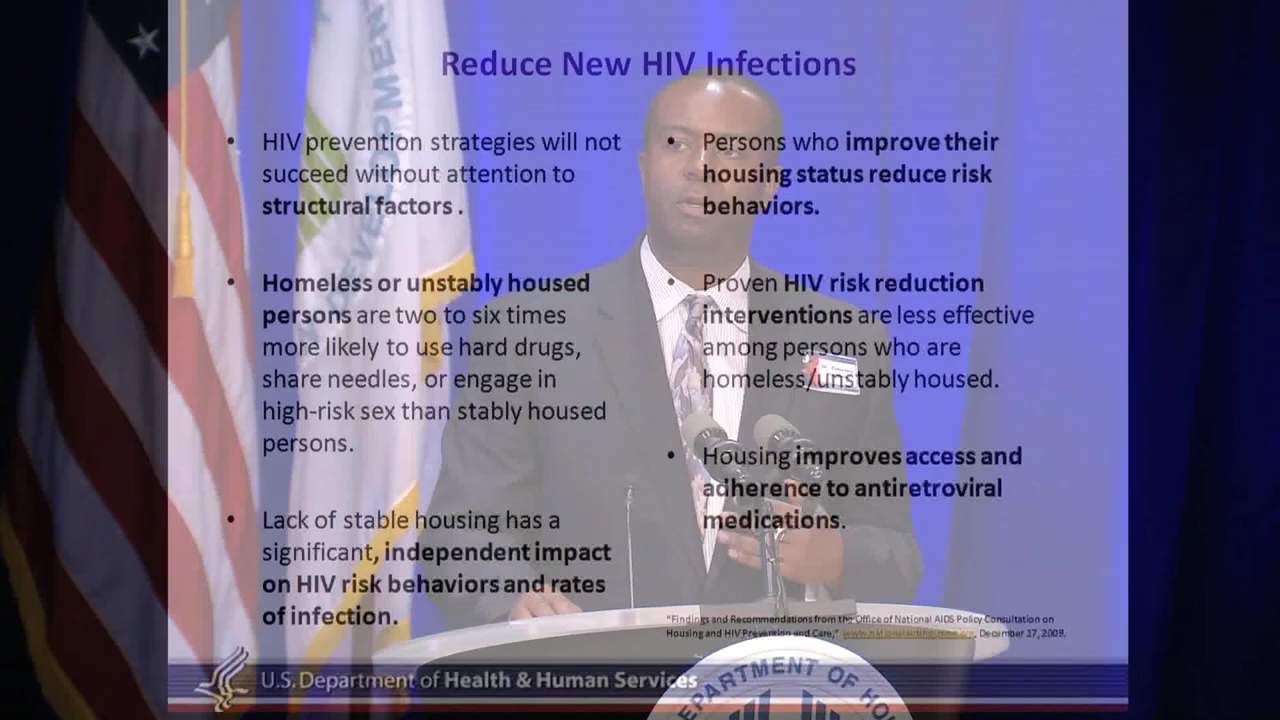 Reduce New HIV Infections
• HIV prevention strategies will not
succeed without attention to
structural factors .
• Homeless or unstably housed
persons are two to six times
more likely to use hard drugs,
share needles, or engage in
high-risk sex than stably housed
persons.
• Lack of stable housing has a
significant, independent impact
on HIV risk behaviors and rates
of infection.
• Persons who improve their
housing status reduce risk
behaviors.
• Proven HIV risk reduction
interventions are less effective
among persons who are
homeless/unstably housed.
• Housing improves access and
adherence to antiretroviral
medications.
"Findings and Recommendations from the Office of National AIDS Policy Consultation on
Housing and HIV Prevention and Care," December 17, 2009.
U.S. Department of Health & Human Services
EPARTMENT OF HO
DEVELOPMEN
DEVELOP